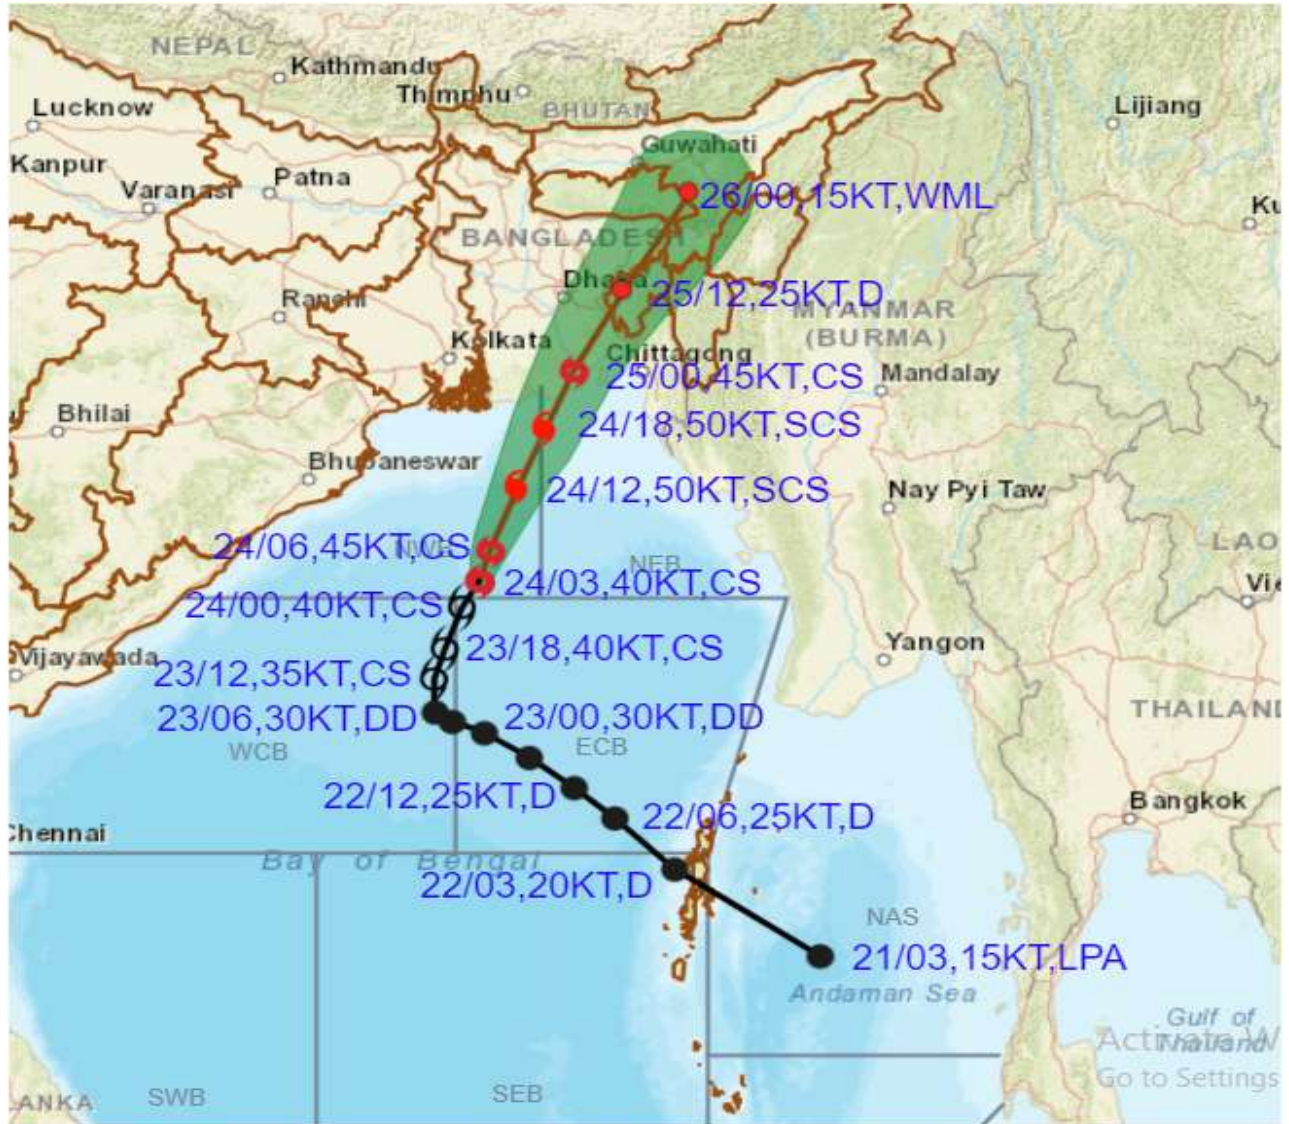 NEPAL
Kathmandu
Thimphu
BHUTAN
Lijiang
Lucknow
Guwahati
Kanpur
Patna
Varanasi
26/00,15KT,WML
Ku
BANGLADESH
Dhaka
25/12,25KT,D
Ranchi
MYANMAR
(BURMA)
Kolkata
Chittagong
25/00,45KT,CS
Mandalay
Bhilai
24/18,50KT,SCS
Bhubaneswar
24/12,50KT,SCS
Nay Pyi Taw
24/06,45KT,CS
NWB
NEB
LAO
24/03,40KT,CS
Vie
24/00,40KT,CS
Yangon
23/18,40KT,CS
Vijayawada
23/12,35KT,CS
THAILAND
23/06,30KT,DD
23/00,30KT,DD
WCB
ECB
22/12,25KT,D
Bangkok
22/06,25KT,D
Chennai
Bay of Bengal
22/03,20KT,D
NAS
21/03,15KT,LPA
Andaman Sea
Gulf of
Thailand
Activate W
Go to Settings
SWB
SEB
ANKA